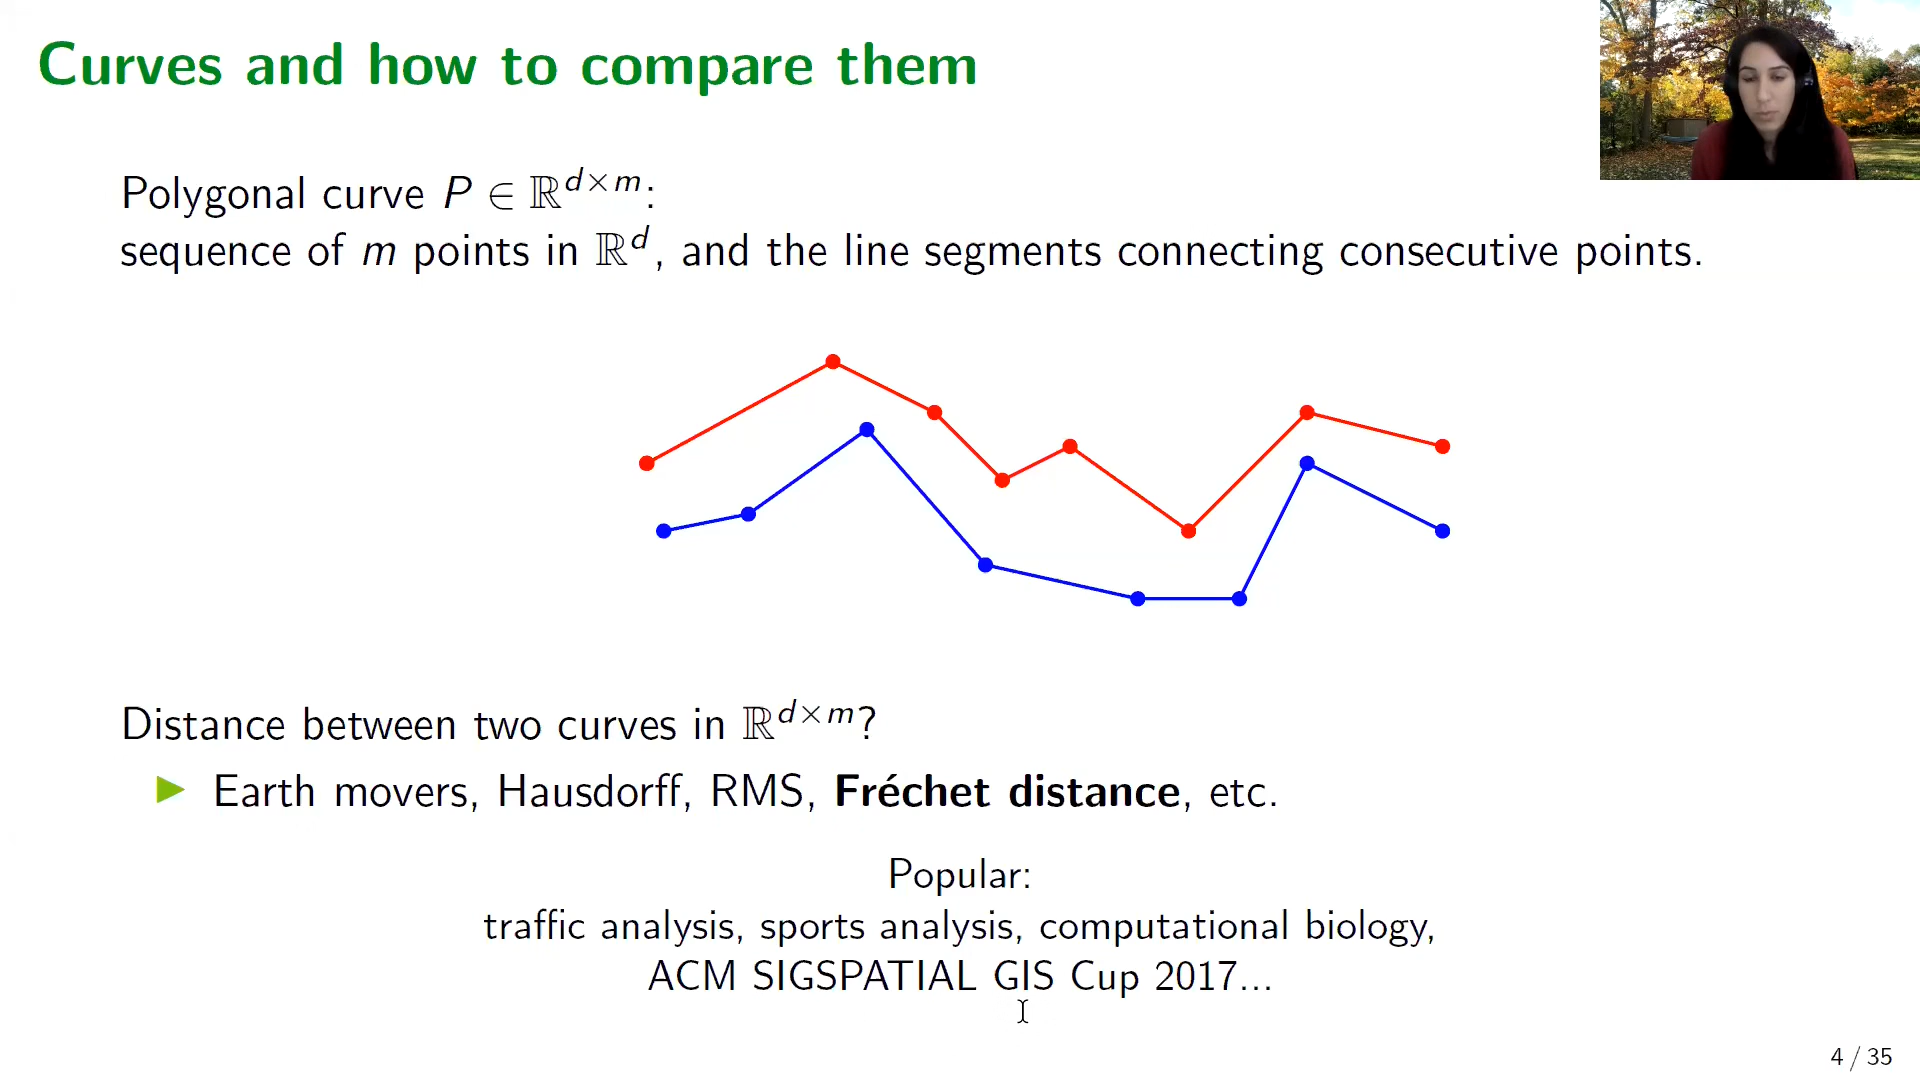 Curves and how to compare them
Polygonal curve P ∈ ℝ^{d×m}:
sequence of m points in ℝ^d, and the line segments connecting consecutive points.
Distance between two curves in ℝ^{d×m}?
Earth movers, Hausdorff, RMS, Fréchet distance, etc.
Popular:
traffic analysis, sports analysis, computational biology,
ACM SIGSPATIAL GIS Cup 2017...
4 / 35